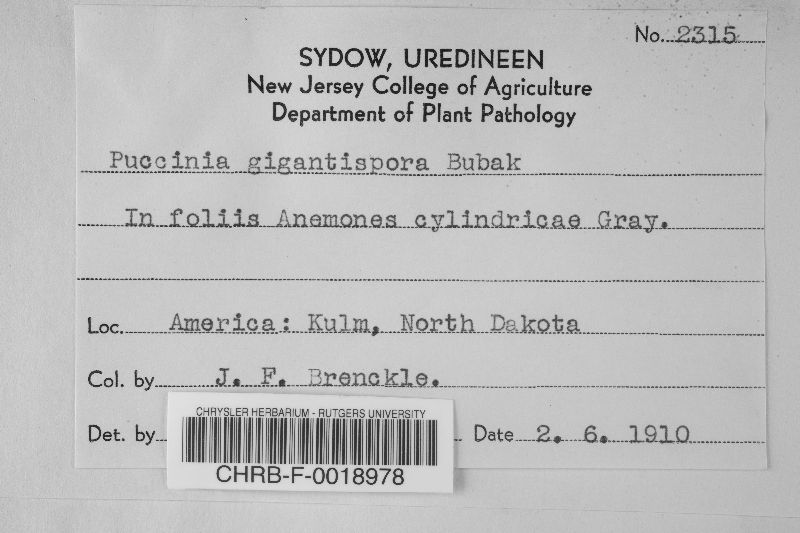 No. 2315
SYDOW, UREDINEEN
New Jersey College of Agriculture
Department of Plant Pathology
Puccinia gigantispora Bubak
In foliis Anemones cylindricae Gray.
Loc. America: Kulm, North Dakota
Col. by J. F. Brenckle.
Det. by Date 2. 6. 1910
CHRYSLER HERBARIUM - RUTGERS UNIVERSITY
CHRB-F-0018978